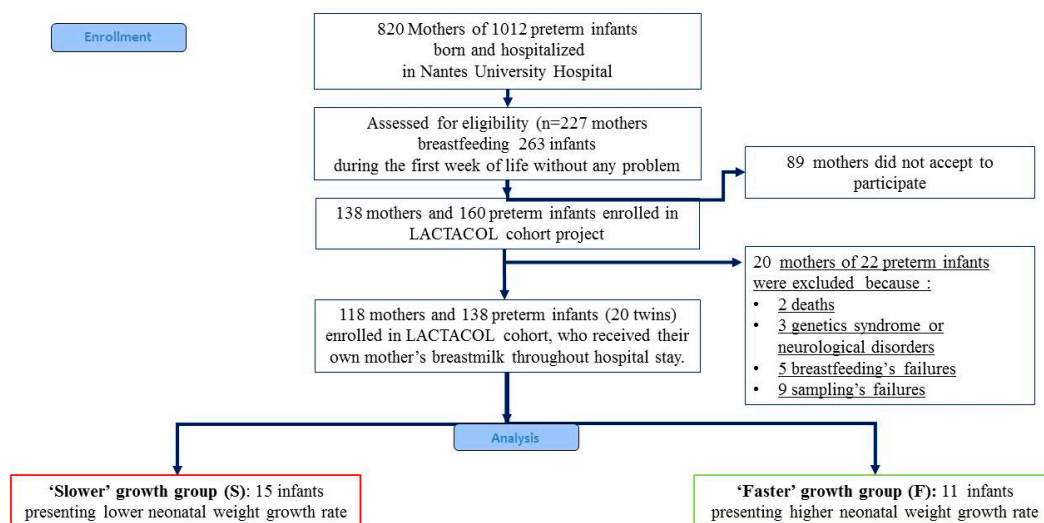 Enrollment
820 Mothers of 1012 preterm infants
born and hospitalized
in Nantes University Hospital
Assessed for eligibility (n=227 mothers
breastfeeding 263 infants
during the first week of life without any problem
89 mothers did not accept to
participate
138 mothers and 160 preterm infants enrolled in
LACTACOL cohort project
20 mothers of 22 preterm infants
were excluded because :
• 2 deaths
• 3 genetics syndrome or
neurological disorders
• 5 breastfeeding's failures
• 9 sampling's failures
118 mothers and 138 preterm infants (20 twins)
enrolled in LACTACOL cohort, who received their
own mother's breastmilk throughout hospital stay.
Analysis
'Slower' growth group (S): 15 infants
presenting lower neonatal weight growth rate
'Faster' growth group (F): 11 infants
presenting higher neonatal weight growth rate